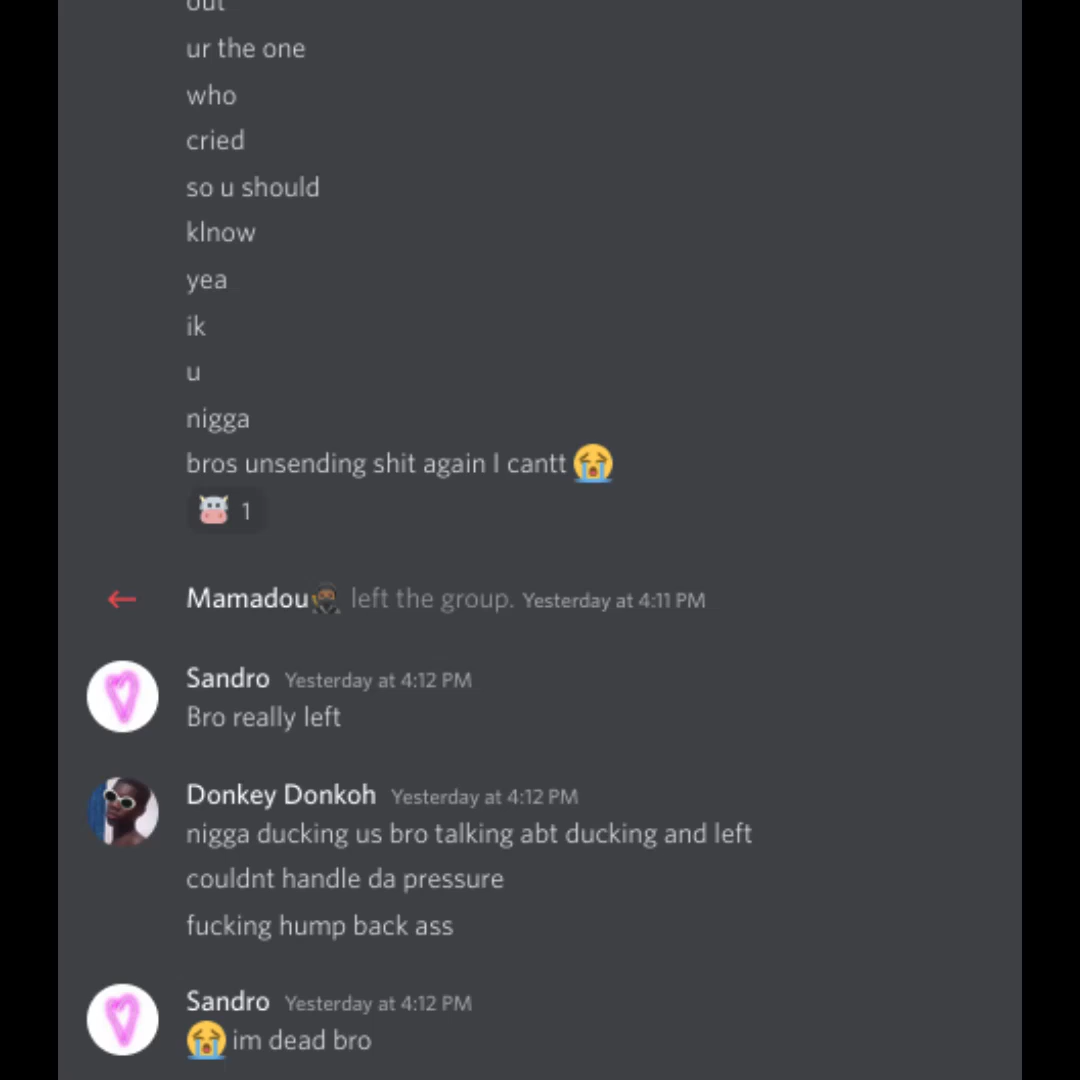 out
ur the one
who
cried
so u should
klnow
yea
ik
u
nigga
bros unsending shit again I cantt 😭
🐮 1
← Mamadou🥷🏾 left the group. Yesterday at 4:11 PM
Sandro Yesterday at 4:12 PM
Bro really left
Donkey Donkoh Yesterday at 4:12 PM
nigga ducking us bro talking abt ducking and left
couldnt handle da pressure
fucking hump back ass
Sandro Yesterday at 4:12 PM
😭 im dead bro